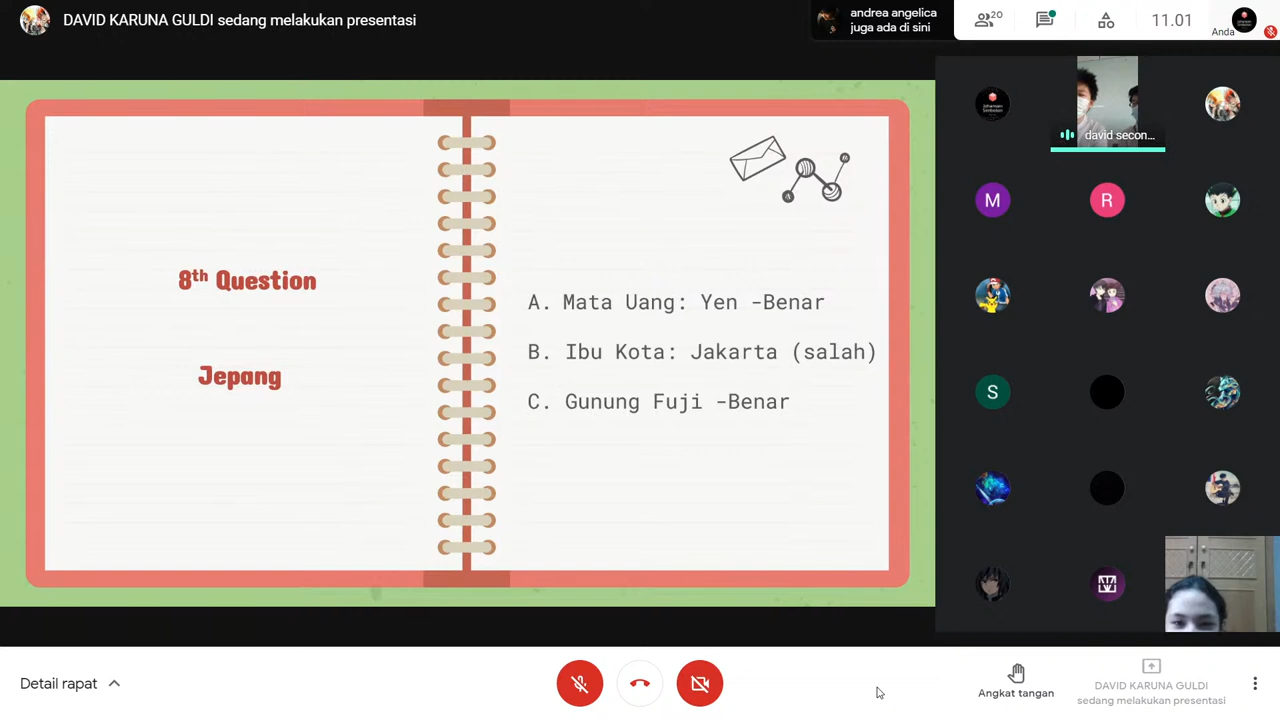 DAVID KARUNA GULDI sedang melakukan presentasi
andrea angelica
juga ada di sini
20
11.01
Anda
8th Question
Jepang
A. Mata Uang: Yen -Benar
B. Ibu Kota: Jakarta (salah)
C. Gunung Fuji -Benar
david secon...
M
R
S
Detail rapat
Angkat tangan
DAVID KARUNA GULDI
sedang melakukan presentasi